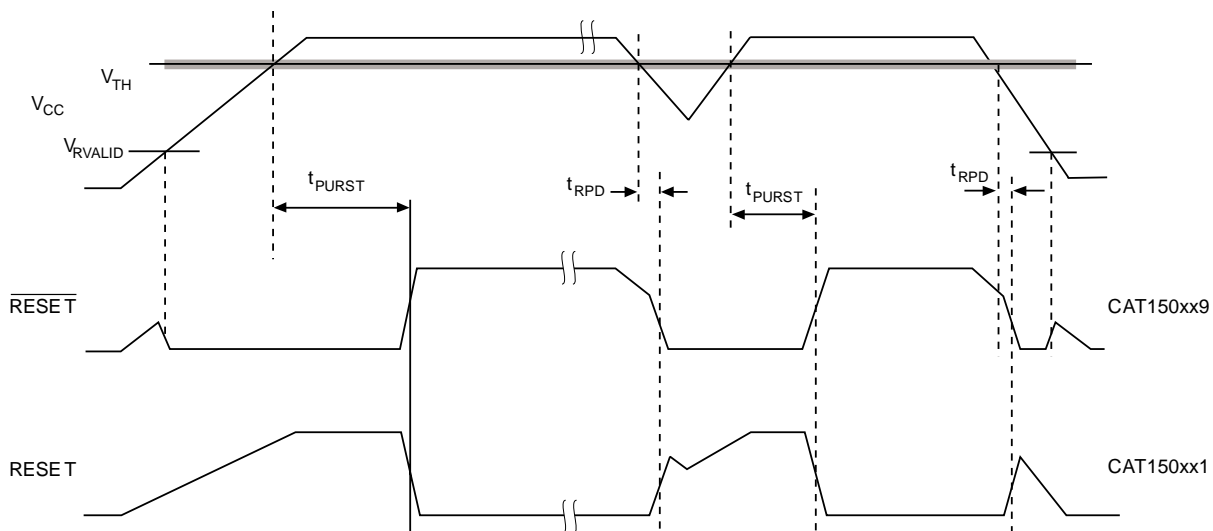 V_TH
V_CC
V_RVALID
t_PURST
t_RPD
t_PURST
t_RPD
RESET
CAT150xx9
RESET
CAT150xx1